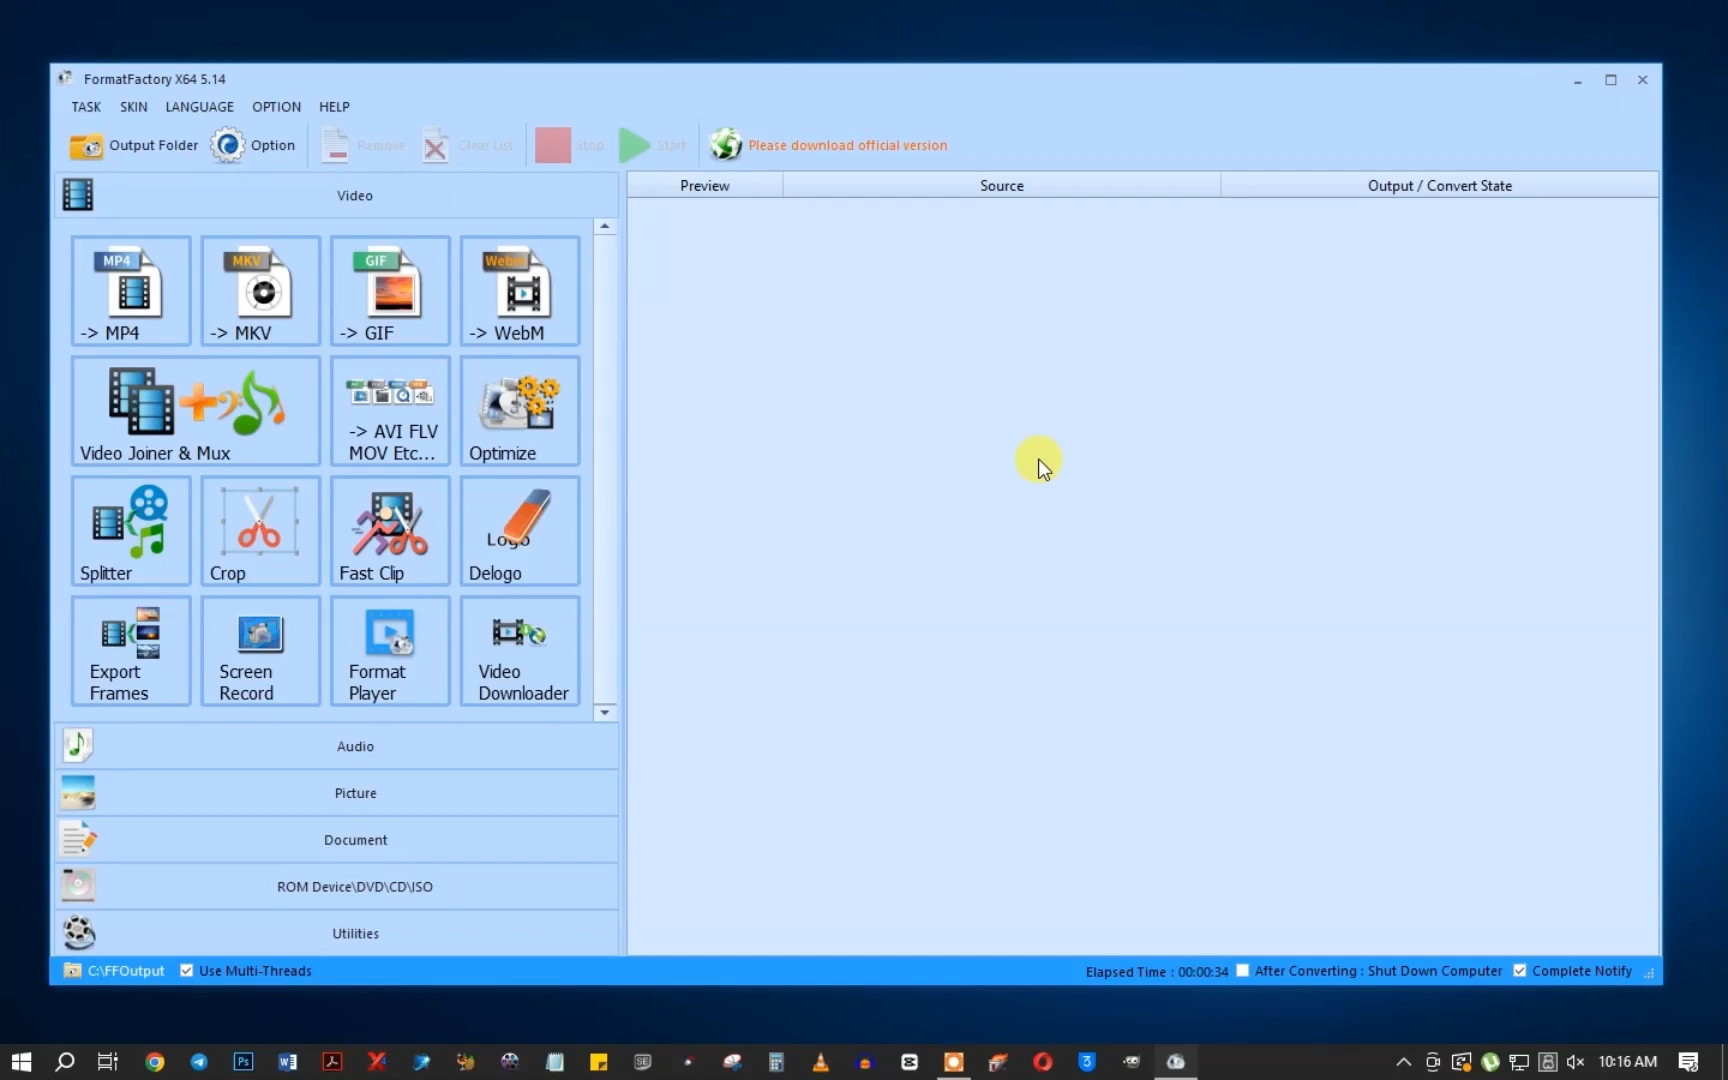 FormatFactory X64 5.14
TASK SKIN LANGUAGE OPTION HELP
Output Folder Option Remove Clear List Stop Start Please download official version
Video
Preview Source Output / Convert State
MP4 MKV GIF WebM
-> MP4 -> MKV -> GIF -> WebM
Video Joiner & Mux
-> AVI FLV
MOV Etc...
Optimize
Logo
Splitter Crop Fast Clip Delogo
Export
Frames
Screen
Record
Format
Player
Video
Downloader
Audio
Picture
Document
ROM Device\DVD\CD\ISO
Utilities
C:\FFOutput Use Multi-Threads Elapsed Time : 00:00:34 After Converting : Shut Down Computer Complete Notify
Ps SE 3 10:16 AM